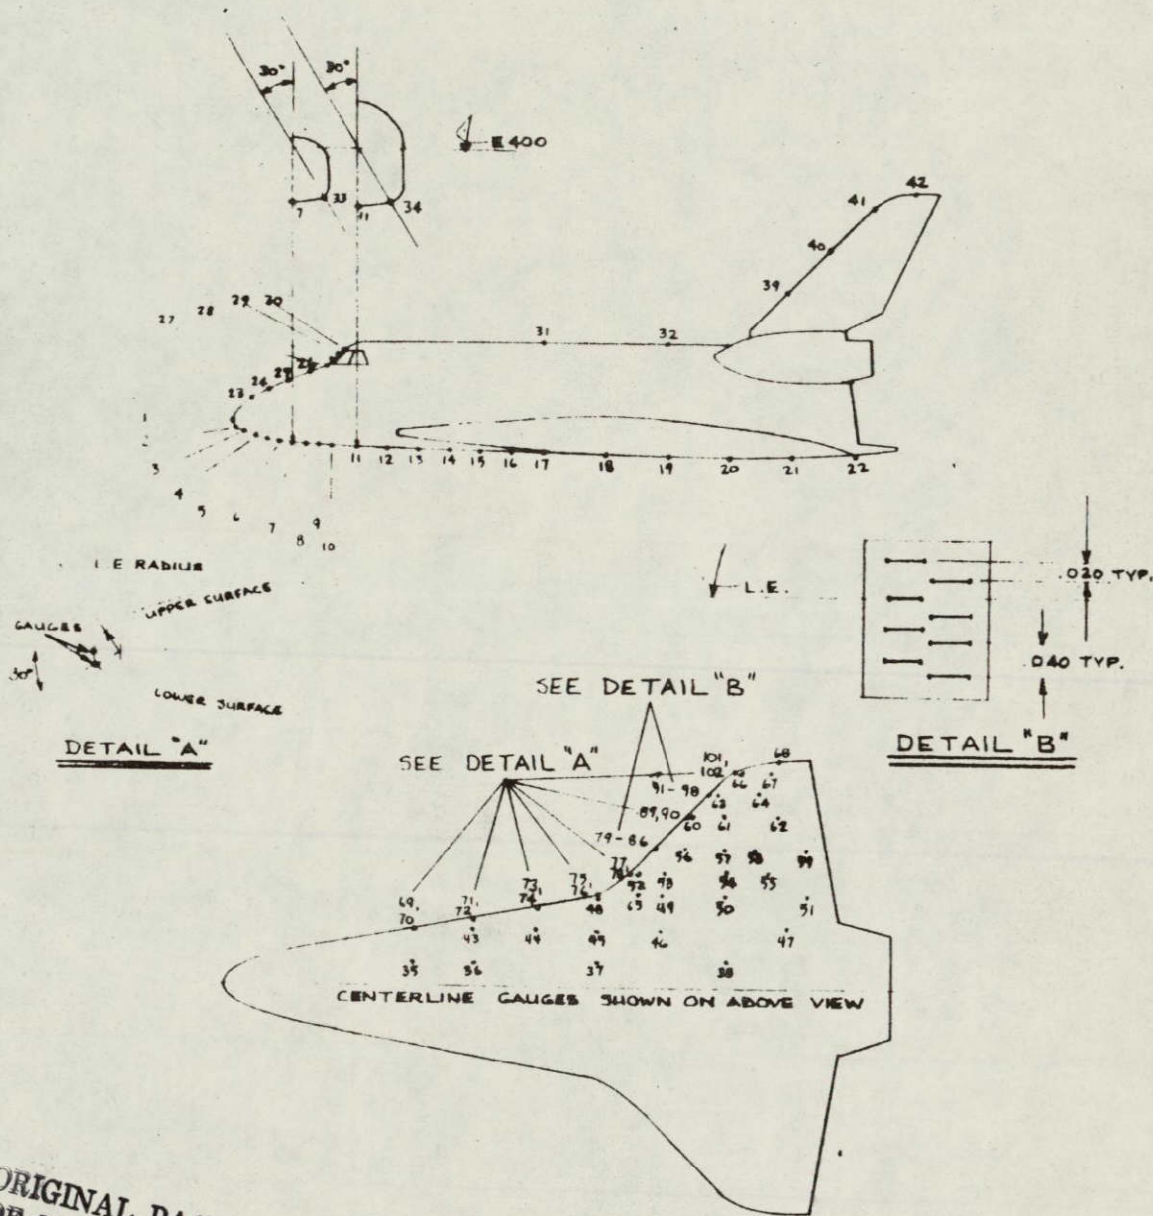 30° 30°
E 400
7 33 11 34
42
41
40
39
27 28 29 30
31 32
23
1
2
3
4
5
6
7
8
9
10
11 12 13 14 15 16 17 18 19 20 21 22
E RADIUS
UPPER SURFACE
GAUGES
30°
LOWER SURFACE
DETAIL "A"
L.E.
.020 TYP.
.040 TYP.
DETAIL "B"
SEE DETAIL "B"
SEE DETAIL "A"
101,
102
68
91-98
66 67
89,90
63 64
60 61 62
79-86
56 57 58 59
77,
52 53 54 55
75,
76
73,
74
71,
72
69,
70
48 65 49 50 51
43 44 45 46 47
35 36 37 38
CENTERLINE GAUGES SHOWN ON ABOVE VIEW
ORIGINAL